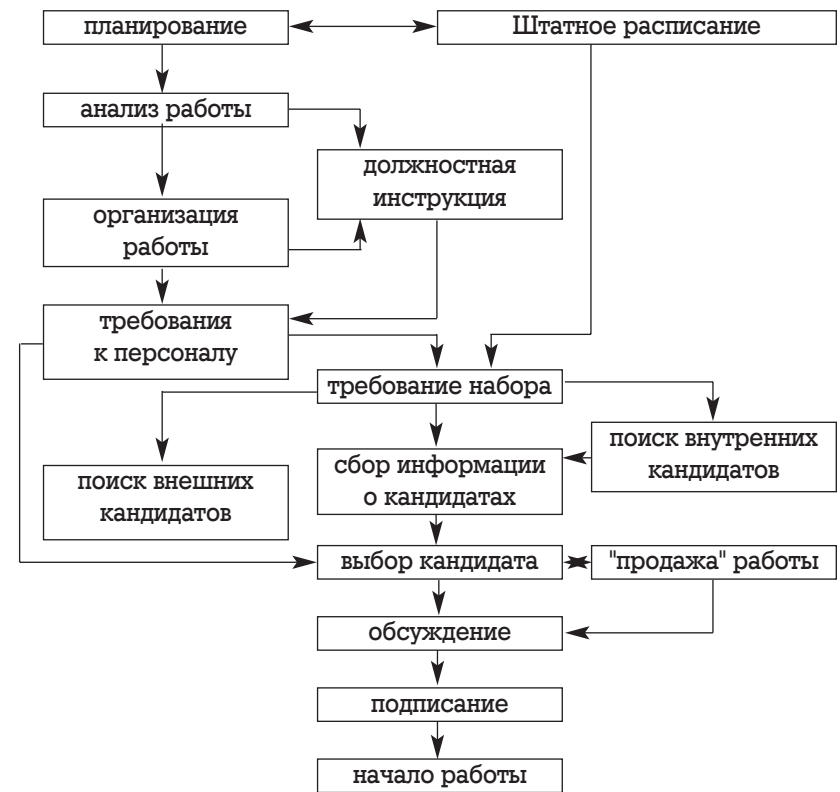 планирование
Штатное расписание
анализ работы
должностная
инструкция
организация
работы
требования
к персоналу
требование набора
поиск внутренних
кандидатов
сбор информации
о кандидатах
поиск внешних
кандидатов
выбор кандидата
"продажа" работы
обсуждение
подписание
начало работы